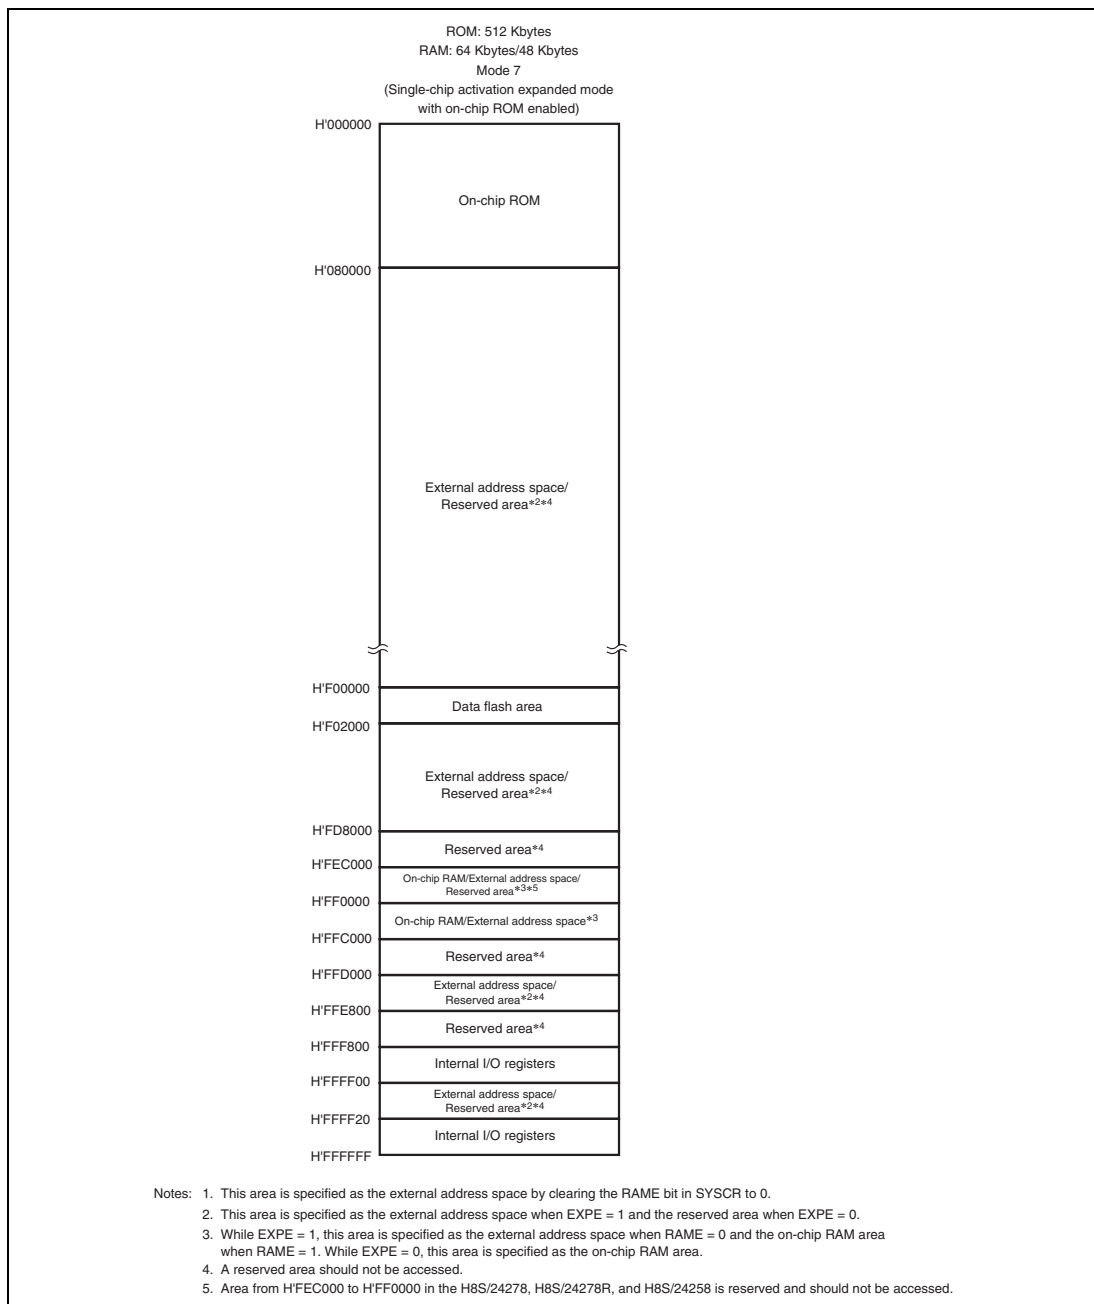 ROM: 512 Kbytes
RAM: 64 Kbytes/48 Kbytes
Mode 7
(Single-chip activation expanded mode
with on-chip ROM enabled)
H'000000
On-chip ROM
H'080000
External address space/
Reserved area*2*4
H'F00000
Data flash area
H'F02000
External address space/
Reserved area*2*4
H'FD8000
Reserved area*4
H'FEC000
On-chip RAM/External address space/
Reserved area*3*5
H'FF0000
On-chip RAM/External address space*3
H'FFC000
Reserved area*4
H'FFD000
External address space/
Reserved area*2*4
H'FFE800
Reserved area*4
H'FFF800
Internal I/O registers
H'FFFF00
External address space/
Reserved area*2*4
H'FFFF20
Internal I/O registers
H'FFFFFF
Notes: 1. This area is specified as the external address space by clearing the RAME bit in SYSCR to 0.
2. This area is specified as the external address space when EXPE = 1 and the reserved area when EXPE = 0.
3. While EXPE = 1, this area is specified as the external address space when RAME = 0 and the on-chip RAM area
when RAME = 1. While EXPE = 0, this area is specified as the on-chip RAM area.
4. A reserved area should not be accessed.
5. Area from H'FEC000 to H'FF0000 in the H8S/24278, H8S/24278R, and H8S/24258 is reserved and should not be accessed.